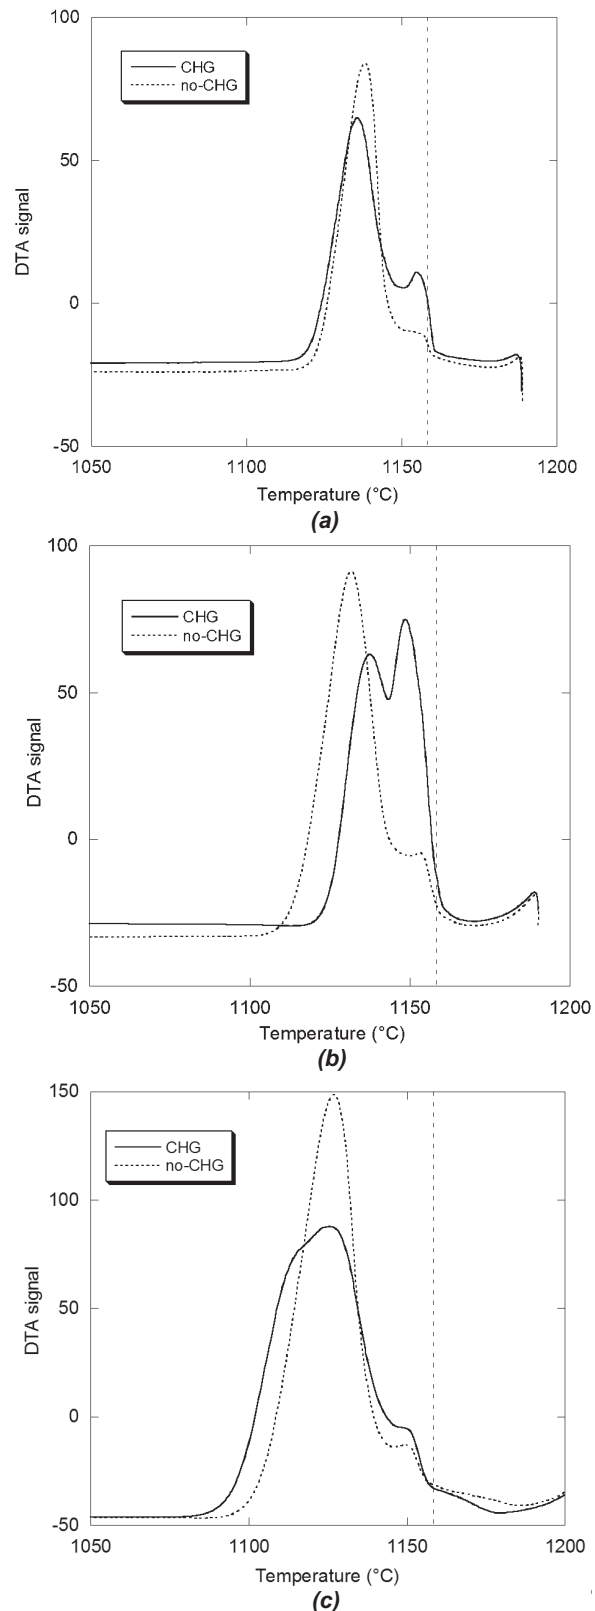 100
CHG
no-CHG
50
DTA signal
0
-50
1050 1100 1150 1200
Temperature (°C)
(a)
100
CHG
no-CHG
50
DTA signal
0
-50
1050 1100 1150 1200
Temperature (°C)
(b)
150
CHG
no-CHG
100
50
DTA signal
0
-50
1050 1100 1150 1200
Temperature (°C)
(c)